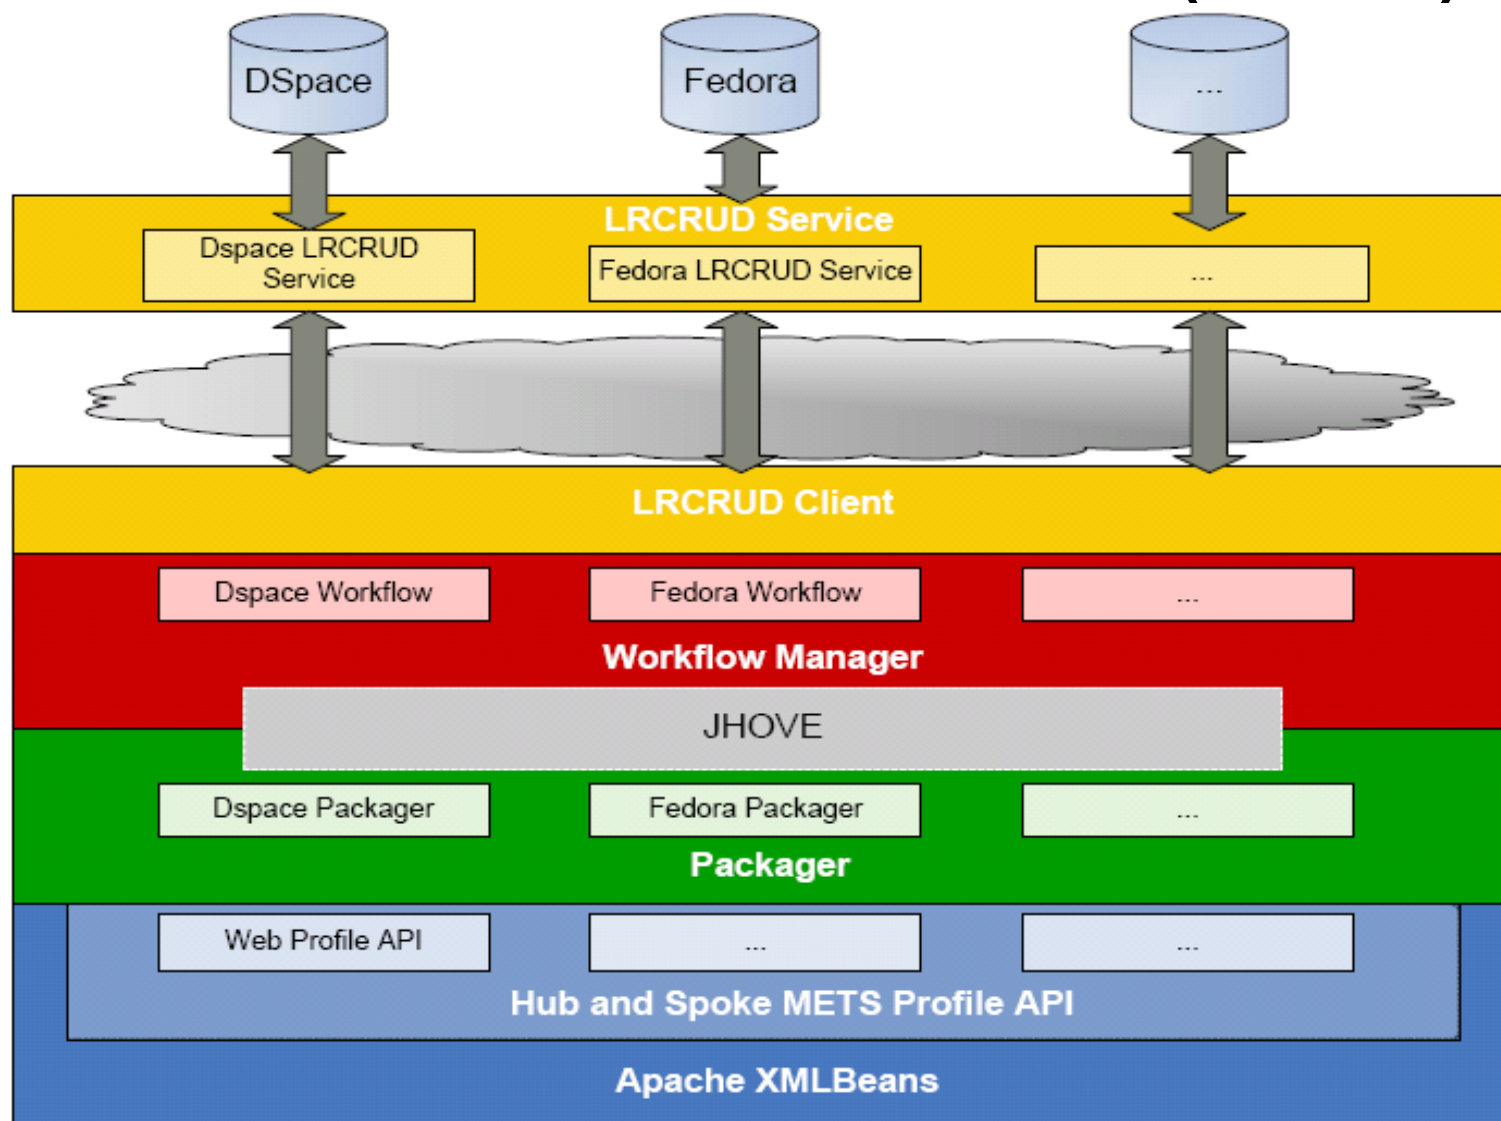 DSpace
Fedora
...
LRCRUD Service
Dspace LRCRUD
Service
Fedora LRCRUD Service
...
LRCRUD Client
Dspace Workflow
Fedora Workflow
...
Workflow Manager
JHOVE
Dspace Packager
Fedora Packager
...
Packager
Web Profile API
...
...
Hub and Spoke METS Profile API
Apache XMLBeans